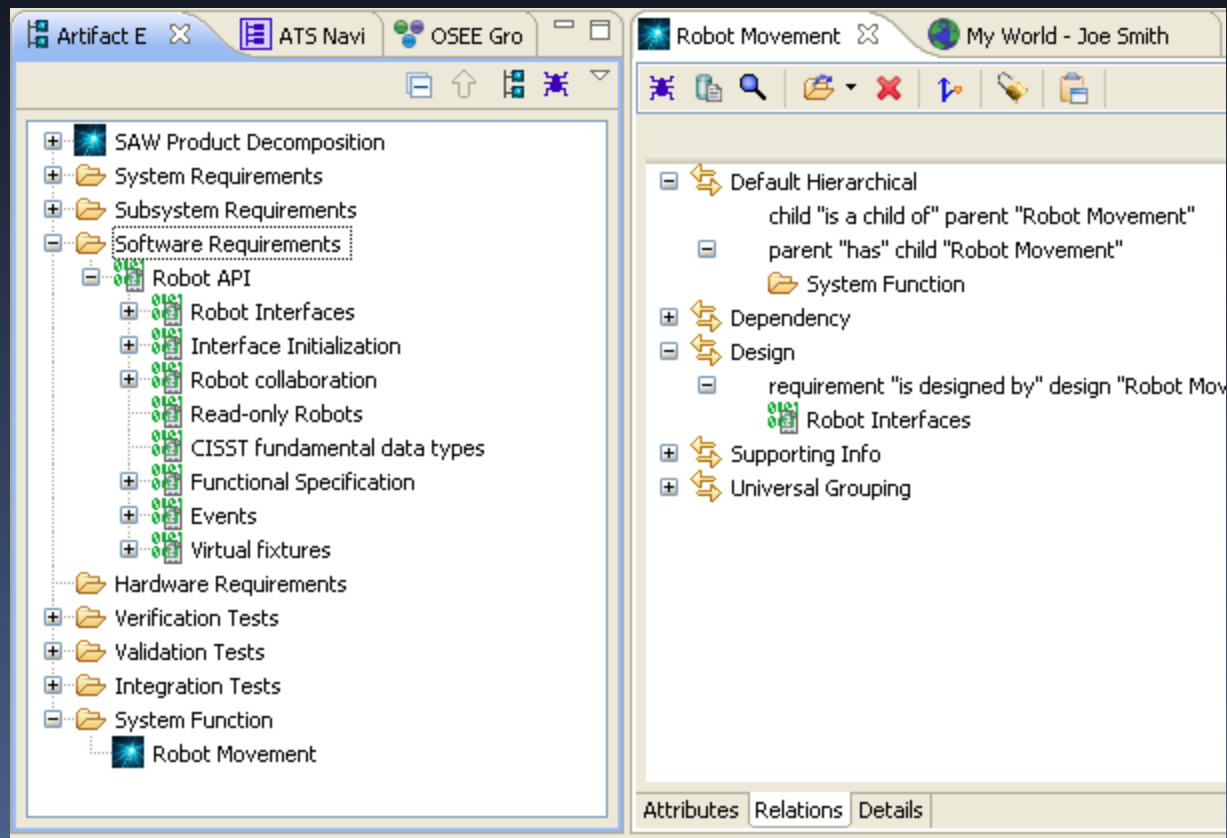 Artifact E
ATS Navi
OSEE Gro
SAW Product Decomposition
System Requirements
Subsystem Requirements
Software Requirements
Robot API
Robot Interfaces
Interface Initialization
Robot collaboration
Read-only Robots
CISST fundamental data types
Functional Specification
Events
Virtual fixtures
Hardware Requirements
Verification Tests
Validation Tests
Integration Tests
System Function
Robot Movement
Robot Movement
My World - Joe Smith
Default Hierarchical
child "is a child of" parent "Robot Movement"
parent "has" child "Robot Movement"
System Function
Dependency
Design
requirement "is designed by" design "Robot Mov
Robot Interfaces
Supporting Info
Universal Grouping
Attributes Relations Details